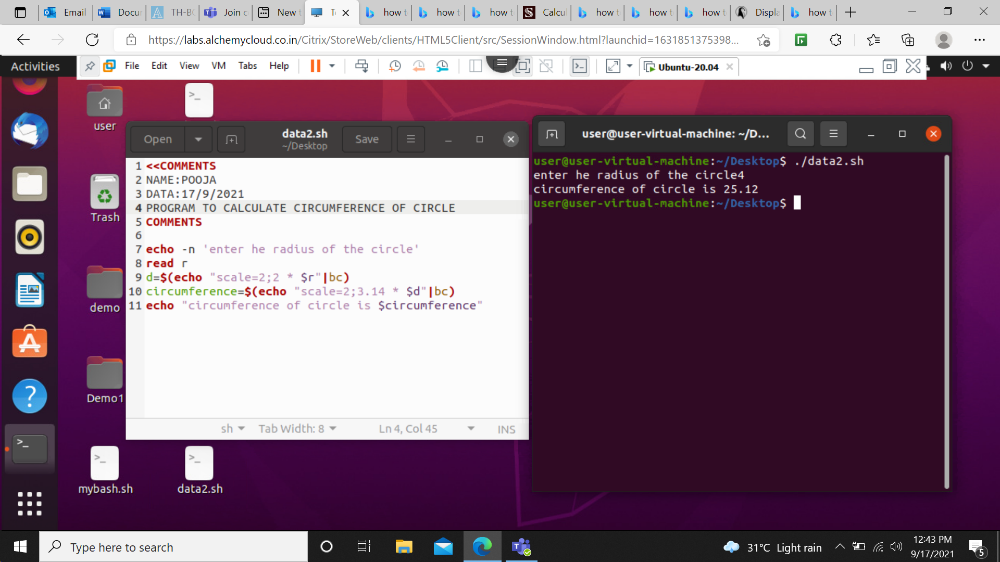 Email
Docur
TH-BC
Join c
New t
T
how t
how t
how t
Calcul
how t
how t
how t
Displa
how t
https://labs.alchemycloud.co.in/Citrix/StoreWeb/clients/HTML5Client/src/SessionWindow.html?launchid=1631851375398...
Activities
File Edit View VM Tabs Help
Ubuntu-20.04
user
Trash
demo
Demo1
mybash.sh
data2.sh
Open
data2.sh
~/Desktop
Save
1 <<COMMENTS
2 NAME:POOJA
3 DATA:17/9/2021
4 PROGRAM TO CALCULATE CIRCUMFERENCE OF CIRCLE
5 COMMENTS
6
7 echo -n 'enter he radius of the circle'
8 read r
9 d=$(echo "scale=2;2 * $r"|bc)
10 circumference=$(echo "scale=2;3.14 * $d"|bc)
11 echo "circumference of circle is $circumference"
sh Tab Width: 8 Ln 4, Col 45 INS
user@user-virtual-machine: ~/D...
user@user-virtual-machine:~/Desktop$ ./data2.sh
enter he radius of the circle4
circumference of circle is 25.12
user@user-virtual-machine:~/Desktop$
Type here to search
31°C Light rain
12:43 PM
9/17/2021
5